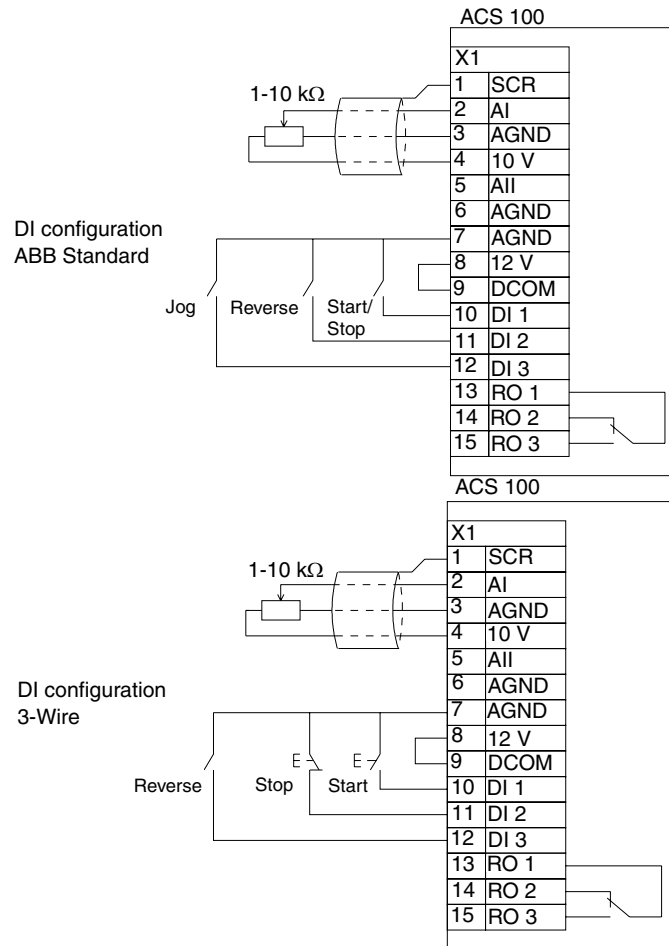 ACS 100
X1
1 SCR
1-10 kΩ
2 AI
3 AGND
4 10 V
5 AII
6 AGND
DI configuration
ABB Standard
7 AGND
8 12 V
9 DCOM
Jog Reverse Start/
Stop
10 DI 1
11 DI 2
12 DI 3
13 RO 1
14 RO 2
15 RO 3
ACS 100
X1
1 SCR
1-10 kΩ
2 AI
3 AGND
4 10 V
5 AII
6 AGND
DI configuration
3-Wire
7 AGND
8 12 V
9 DCOM
Reverse Stop Start
10 DI 1
11 DI 2
12 DI 3
13 RO 1
14 RO 2
15 RO 3